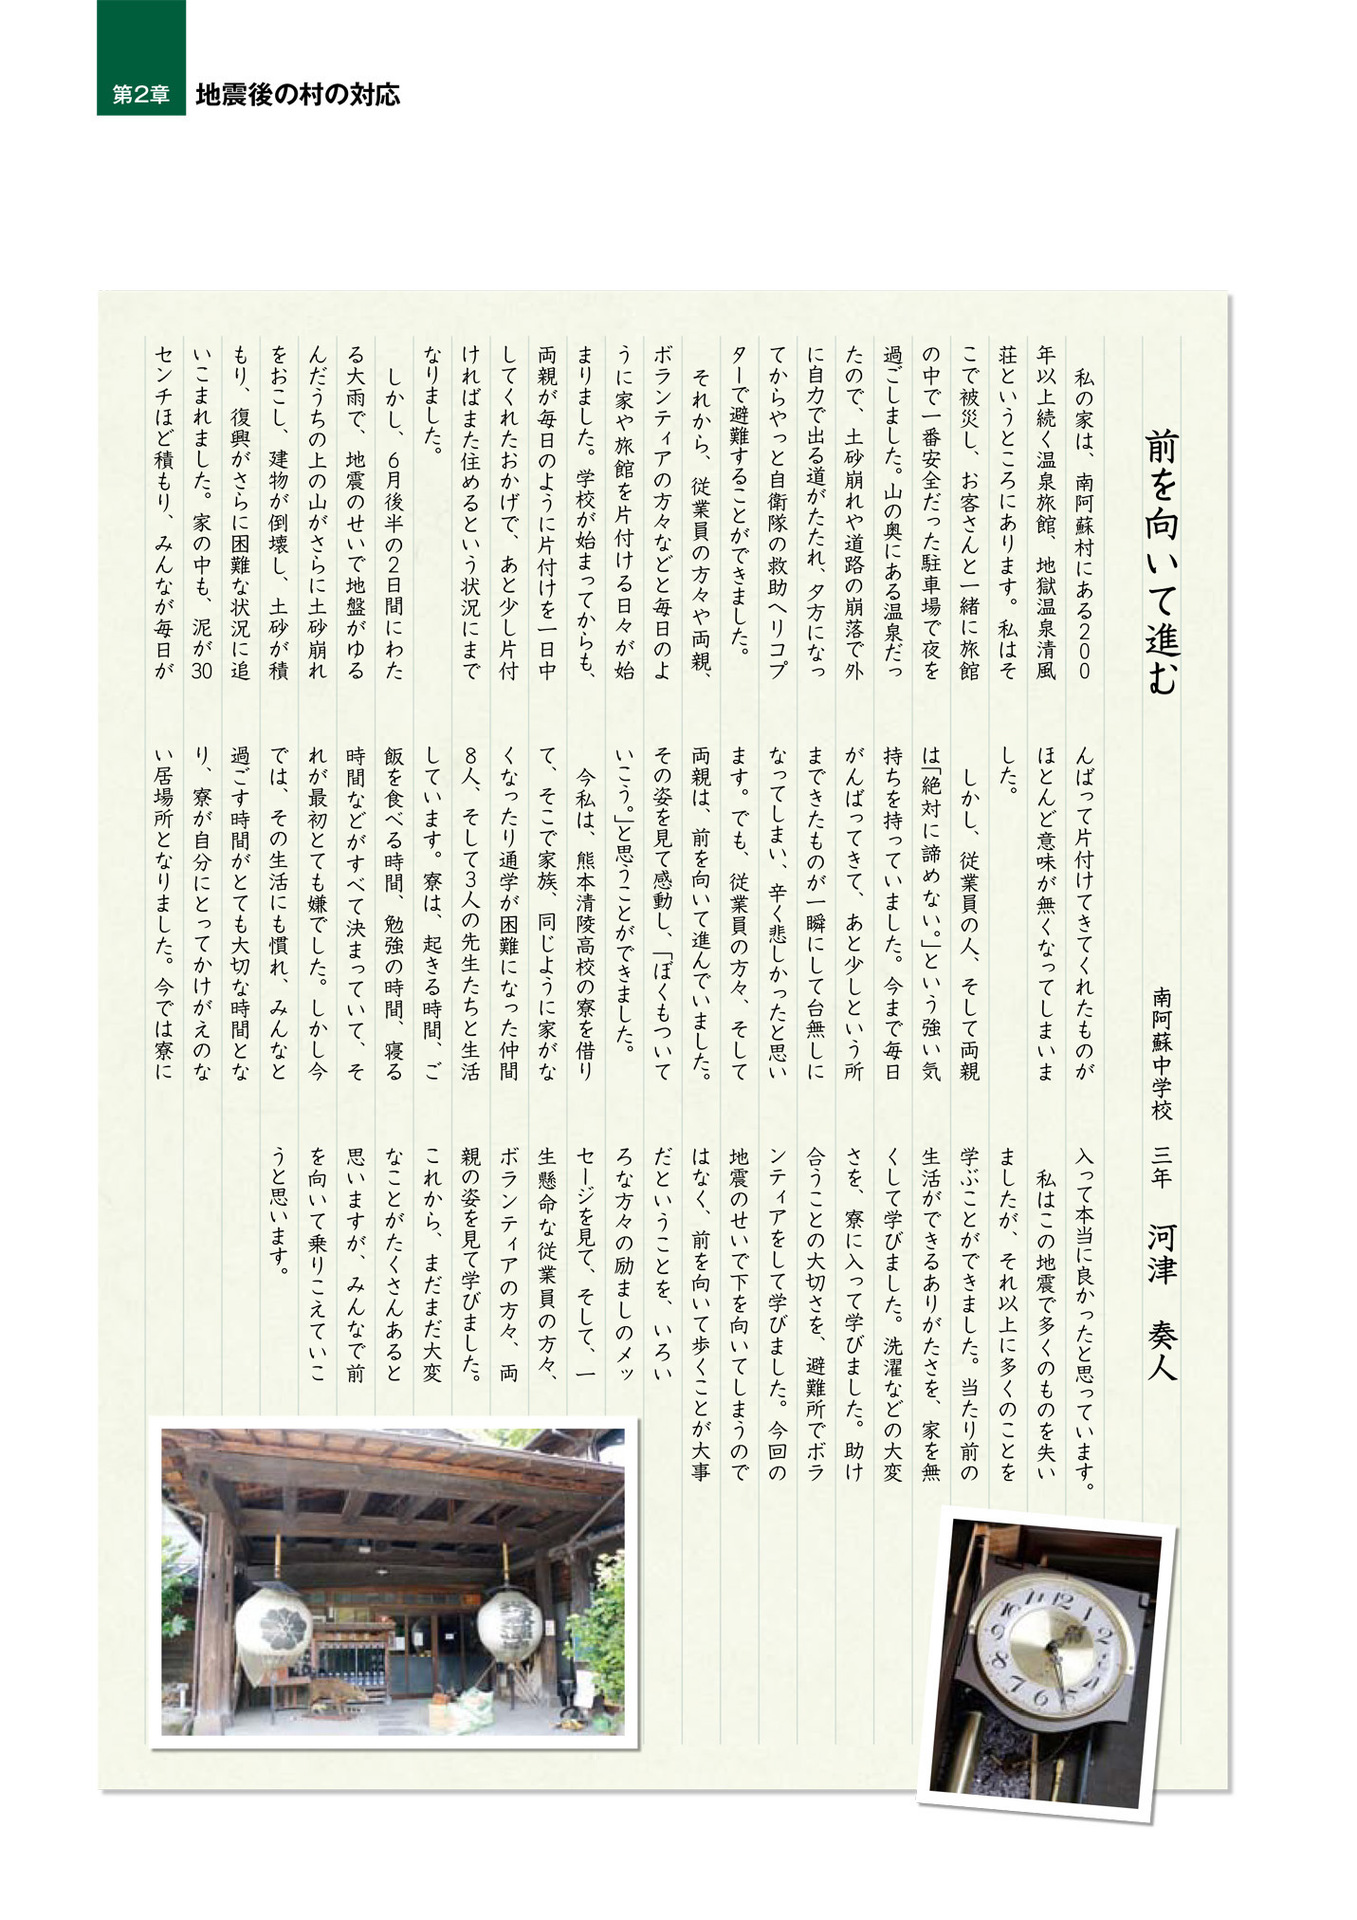 第2章 地震後の村の対応
前を向いて進む
南阿蘇中学校 三年 河津 奏人
私の家は、南阿蘇村にある200
年以上続く温泉旅館、地獄温泉清風
荘というところにあります。私はそ
こで被災し、お客さんと一緒に旅館
の中で一番安全だった駐車場で夜を
過ごしました。山の奥にある温泉だっ
たので、土砂崩れや道路の崩落で外
に自力で出る道がたたれ、夕方になっ
てからやっと自衛隊の救助ヘリコプ
ターで避難することができました。
それから、従業員の方々や両親、
ボランティアの方々などと毎日のよ
うに家や旅館を片付ける日々が始
まりました。学校が始まってからも、
両親が毎日のように片付けを一日中
してくれたおかげで、あと少し片付
ければまた住めるという状況にまで
なりました。
しかし、6月後半の2日間にわた
る大雨で、地震のせいで地盤がゆる
んだうちの上の山がさらに土砂崩れ
をおこし、建物が倒壊し、土砂が積
もり、復興がさらに困難な状況に追
いこまれました。家の中も、泥が30
センチほど積もり、みんなが毎日が
んばって片付けてきてくれたものが
ほとんど意味が無くなってしまいま
した。
しかし、従業員の人、そして両親
は「絶対に諦めない。」という強い気
持ちを持っていました。今まで毎日
がんばってきて、あと少しという所
まできたものが一瞬にして台無しに
なってしまい、辛く悲しかったと思い
ます。でも、従業員の方々、そして
両親は、前を向いて進んでいました。
その姿を見て感動し、「ぼくもついて
いこう。」と思うことができました。
今私は、熊本清陵高校の寮を借り
て、そこで家族、同じように家がな
くなったり通学が困難になった仲間
8人、そして3人の先生たちと生活
しています。寮は、起きる時間、ご
飯を食べる時間、勉強の時間、寝る
時間などがすべて決まっていて、そ
れが最初とても嫌でした。しかし今
では、その生活にも慣れ、みんなと
過ごす時間がとても大切な時間とな
り、寮が自分にとってかけがえのな
い居場所となりました。今では寮に
入って本当に良かったと思っています。
私はこの地震で多くのものを失い
ましたが、それ以上に多くのことを
学ぶことができました。当たり前の
生活ができるありがたさを、家を無
くして学びました。洗濯などの大変
さを、寮に入って学びました。助け
合うことの大切さを、避難所でボラ
ンティアをして学びました。今回の
地震のせいで下を向いてしまうので
はなく、前を向いて歩くことが大事
だということを、いろい
ろな方々の励ましのメッ
セージを見て、そして、一
生懸命な従業員の方々、
ボランティアの方々、両
親の姿を見て学びました。
これから、まだまだ大変
なことがたくさんあると
思いますが、みんなで前
を向いて乗りこえていこ
うと思います。